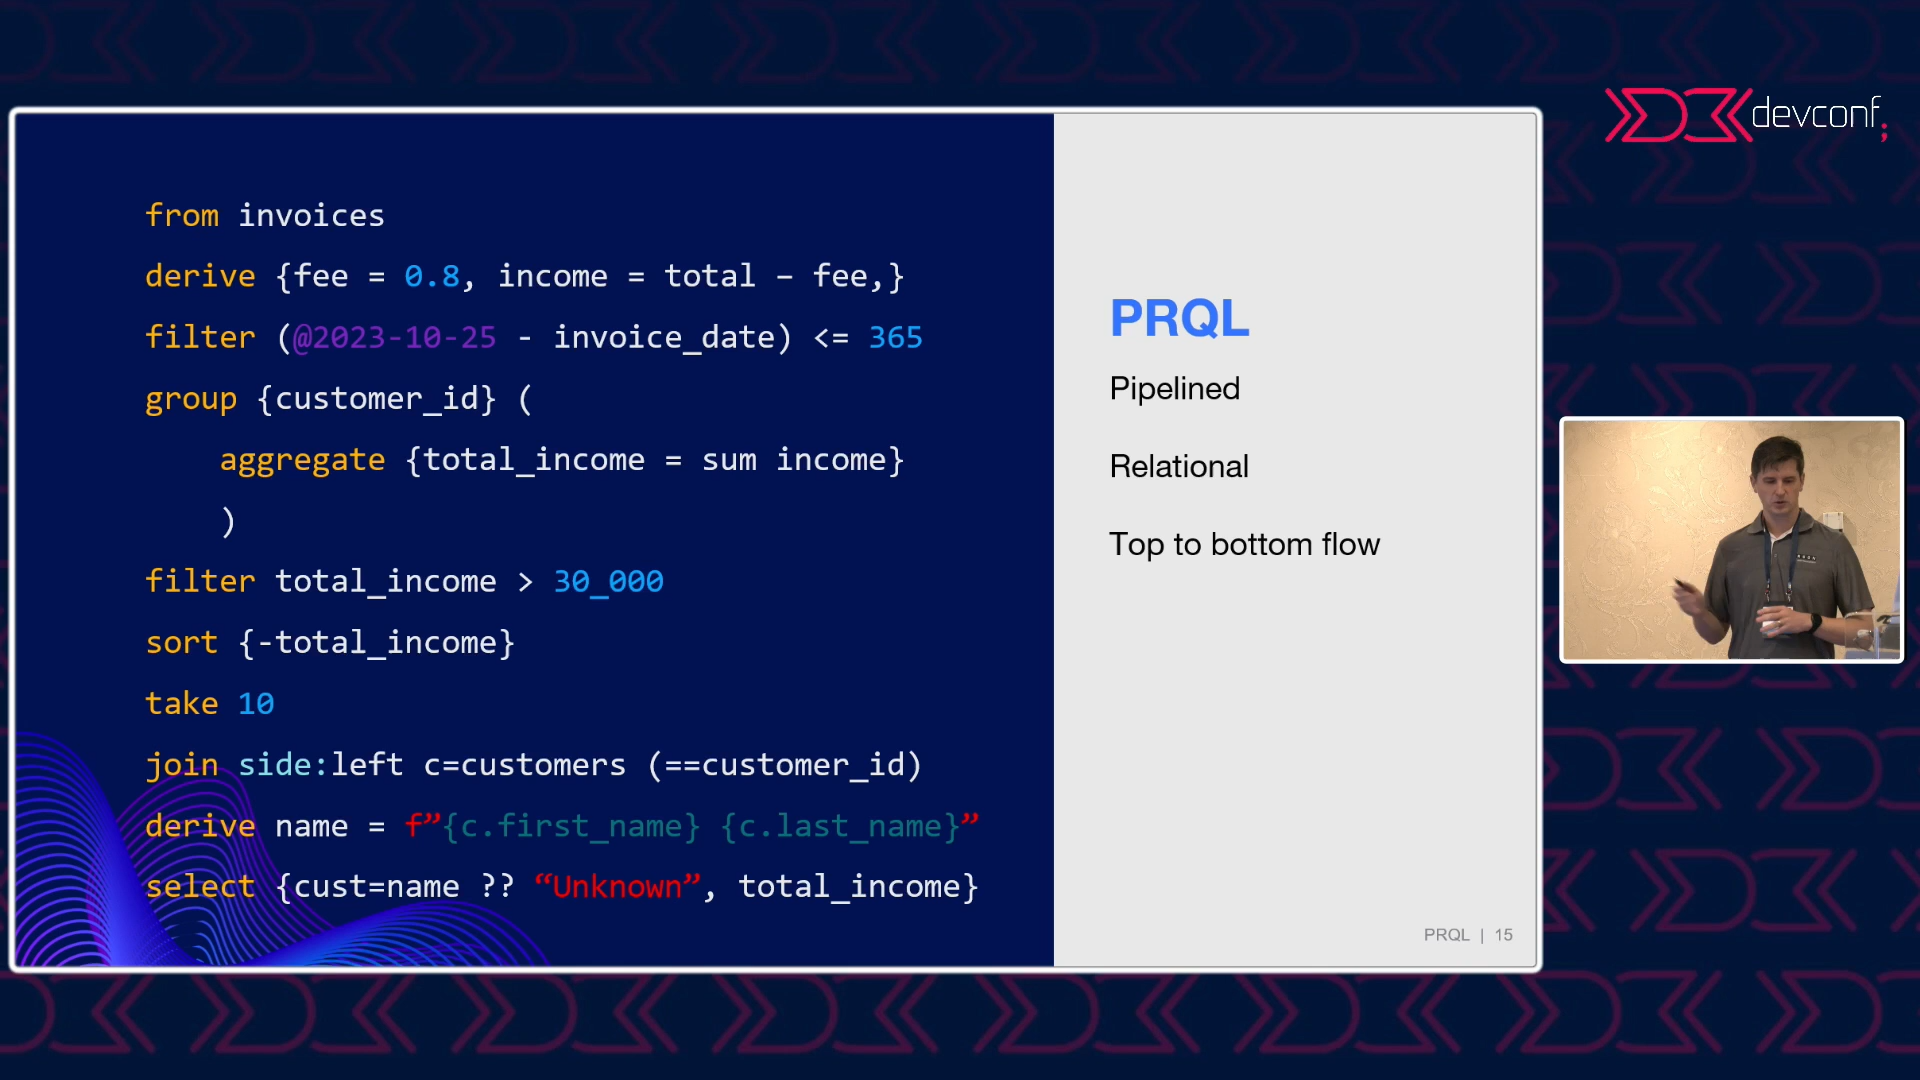 devconf;
from invoices
derive {fee = 0.8, income = total – fee,}
filter (@2023-10-25 - invoice_date) <= 365
group {customer_id} (
    aggregate {total_income = sum income}
    )
filter total_income > 30_000
sort {-total_income}
take 10
join side:left c=customers (==customer_id)
derive name = f”{c.first_name} {c.last_name}”
select {cust=name ?? “Unknown”, total_income}
PRQL
Pipelined
Relational
Top to bottom flow
PRQL | 15